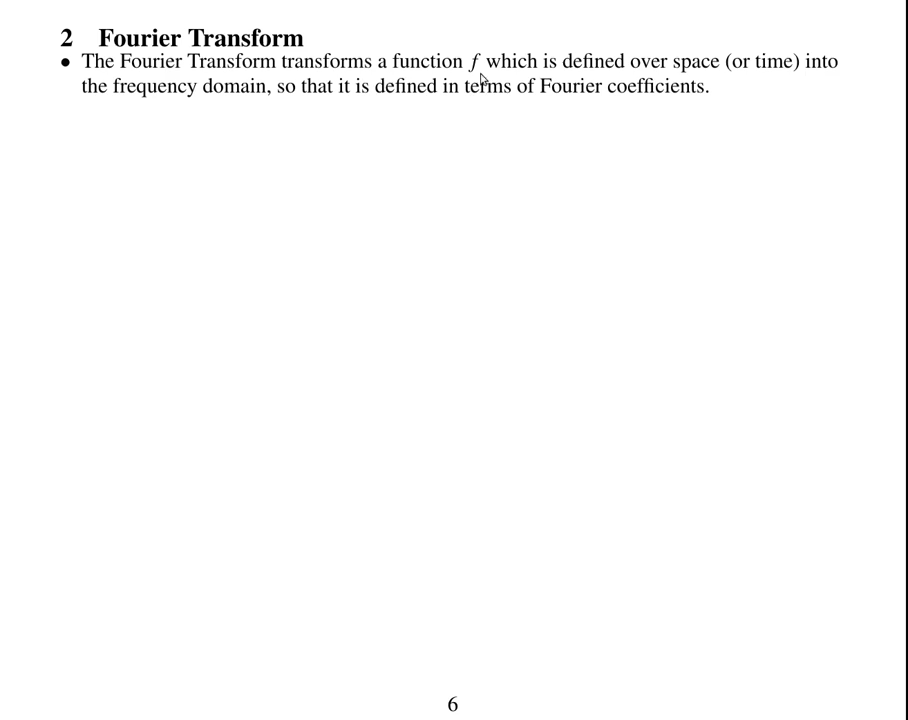 2 Fourier Transform
• The Fourier Transform transforms a function f which is defined over space (or time) into
the frequency domain, so that it is defined in terms of Fourier coefficients.
6